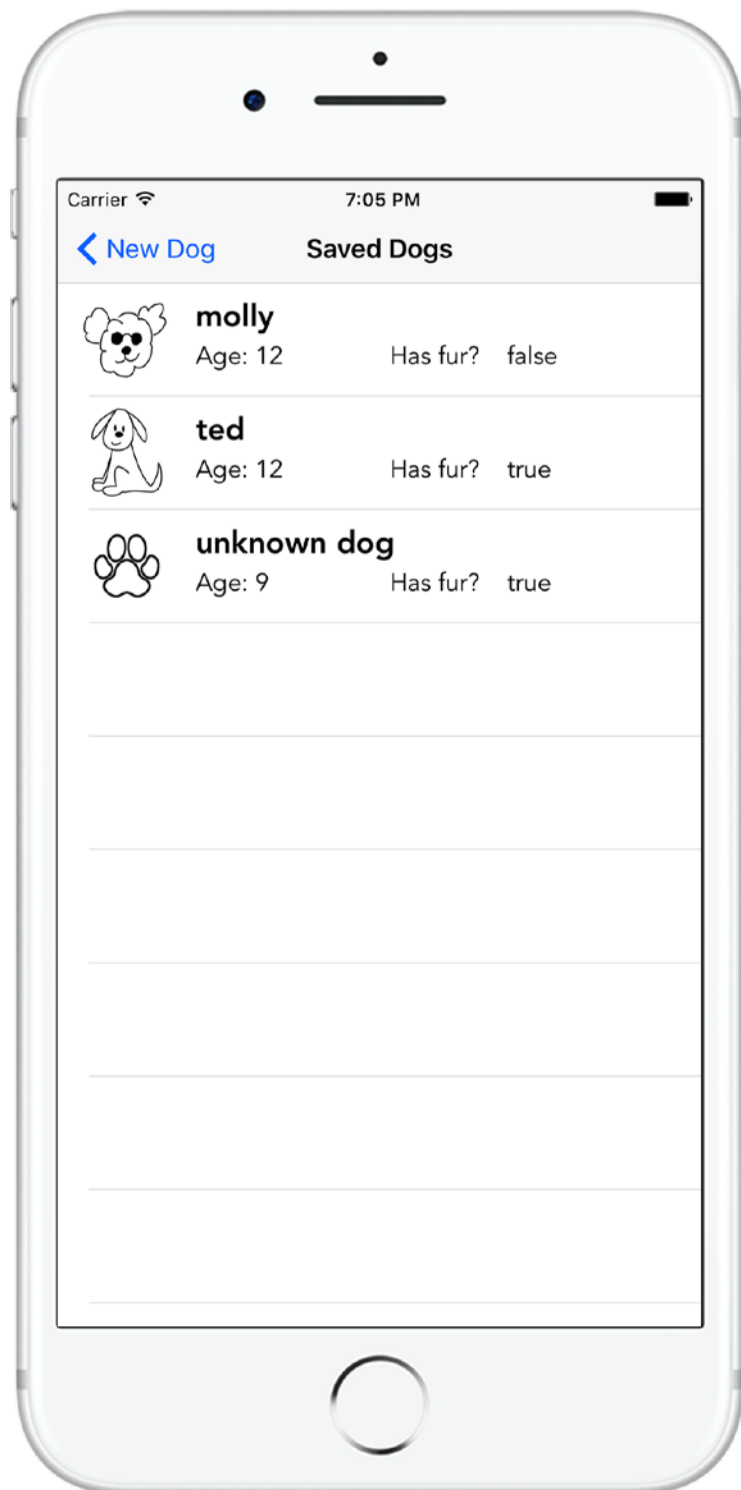 Carrier 7:05 PM
New Dog Saved Dogs
molly
Age: 12 Has fur? false
ted
Age: 12 Has fur? true
unknown dog
Age: 9 Has fur? true